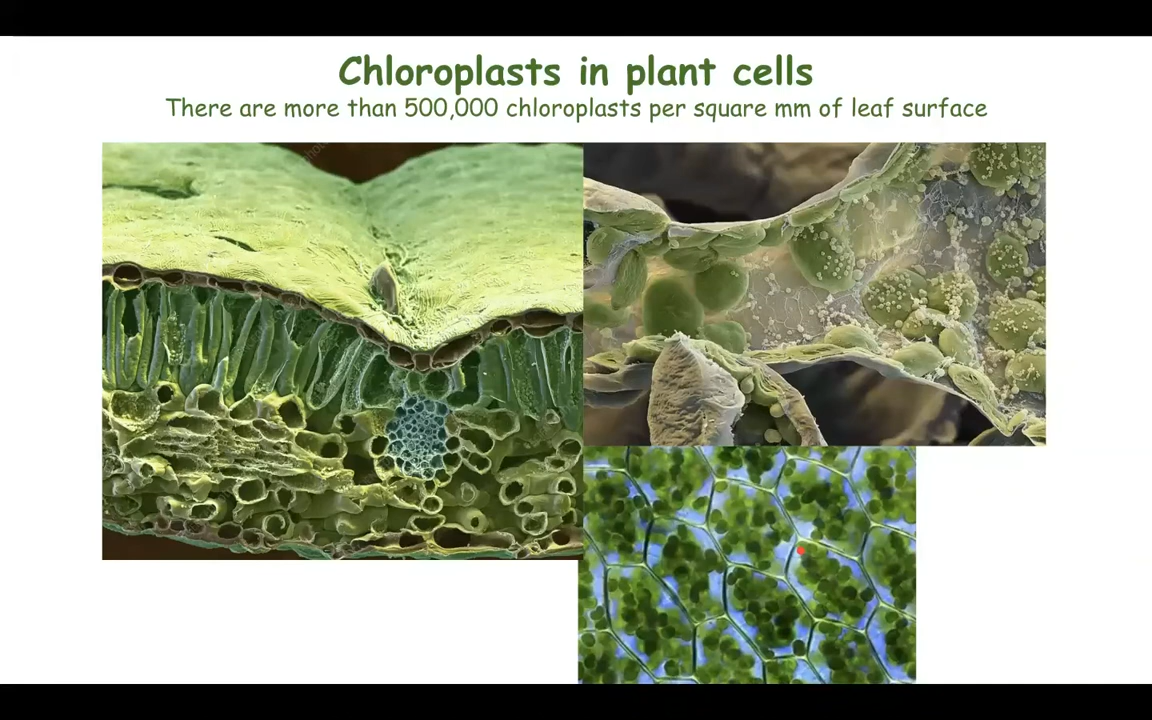 Chloroplasts in plant cells
There are more than 500,000 chloroplasts per square mm of leaf surface